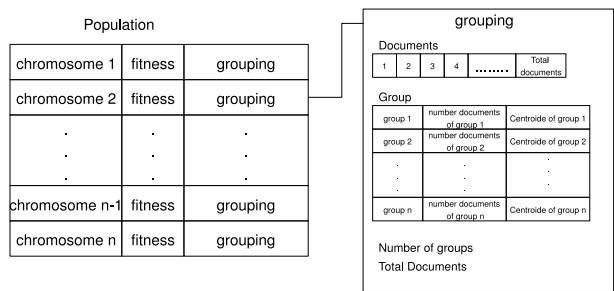 Population
chromosome 1 fitness grouping
chromosome 2 fitness grouping
. . .
. . .
. . .
chromosome n-1 fitness grouping
chromosome n fitness grouping
grouping
Documents
1 2 3 4 ........ Total documents
Group
group 1 number documents of group 1 Centroide of group 1
group 2 number documents of group 2 Centroide of group 2
. . .
. . .
. . .
group n number documents of group n Centroide of group n
Number of groups
Total Documents